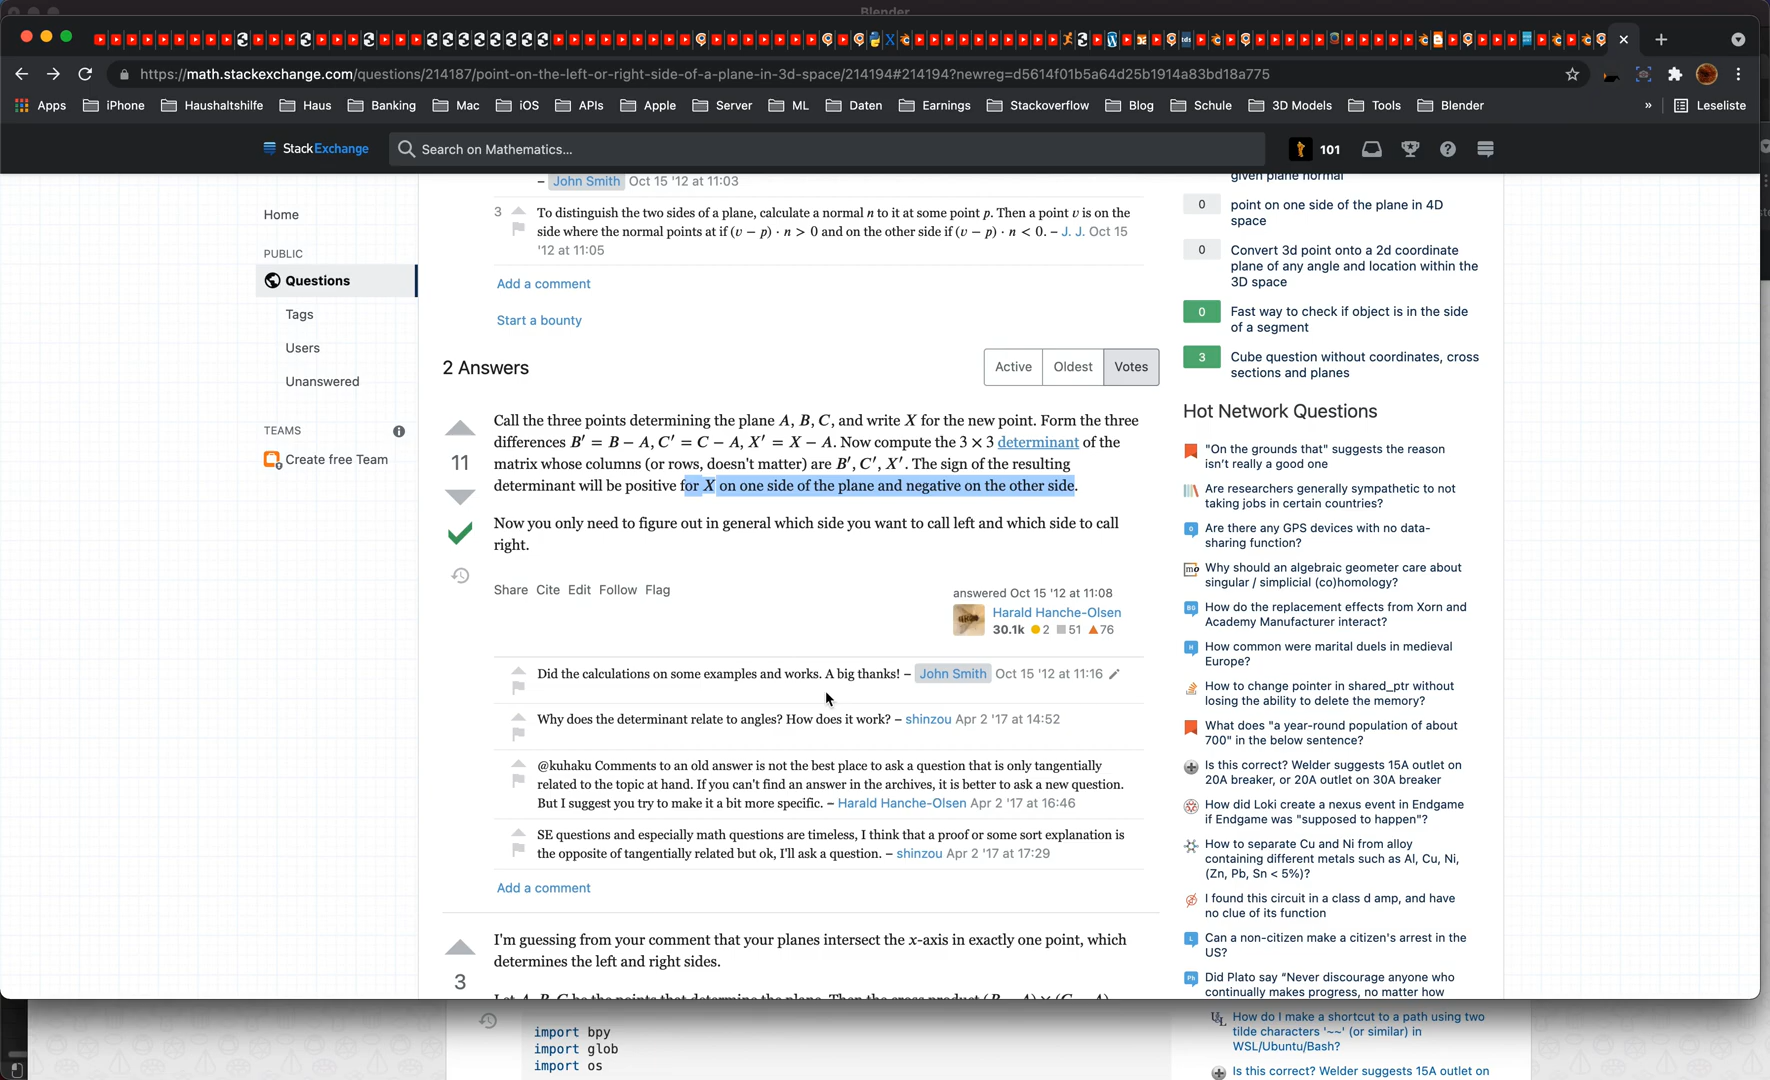 Blender
https://math.stackexchange.com/questions/214187/point-on-the-left-or-right-side-of-a-plane-in-3d-space/214194#214194?newreg=d5614f01b5a64d25b1914a83bd18a775
Apps iPhone Haushaltshilfe Haus Banking Mac iOS APIs Apple Server ML Daten Earnings Stackoverflow Blog Schule 3D Models Tools Blender » Leseliste
StackExchange Search on Mathematics... 101
Home
PUBLIC
Questions
Tags
Users
Unanswered
TEAMS
Create free Team
– John Smith Oct 15 '12 at 11:03
3 To distinguish the two sides of a plane, calculate a normal n to it at some point p. Then a point v is on the
side where the normal points at if (v − p) · n > 0 and on the other side if (v − p) · n < 0. – J. J. Oct 15
'12 at 11:05
Add a comment
Start a bounty
2 Answers
Active Oldest Votes
11
Call the three points determining the plane A, B, C, and write X for the new point. Form the three
differences B′ = B − A, C′ = C − A, X′ = X − A. Now compute the 3 × 3 determinant of the
matrix whose columns (or rows, doesn't matter) are B′, C′, X′. The sign of the resulting
determinant will be positive for X on one side of the plane and negative on the other side.
Now you only need to figure out in general which side you want to call left and which side to call
right.
Share Cite Edit Follow Flag
answered Oct 15 '12 at 11:08
Harald Hanche-Olsen
30.1k 2 51 76
Did the calculations on some examples and works. A big thanks! – John Smith Oct 15 '12 at 11:16
Why does the determinant relate to angles? How does it work? – shinzou Apr 2 '17 at 14:52
@kuhaku Comments to an old answer is not the best place to ask a question that is only tangentially
related to the topic at hand. If you can't find an answer in the archives, it is better to ask a new question.
But I suggest you try to make it a bit more specific. – Harald Hanche-Olsen Apr 2 '17 at 16:46
SE questions and especially math questions are timeless, I think that a proof or some sort explanation is
the opposite of tangentially related but ok, I'll ask a question. – shinzou Apr 2 '17 at 17:29
Add a comment
3
I'm guessing from your comment that your planes intersect the x-axis in exactly one point, which
determines the left and right sides.
Let A, B, C be the points that determine the plane. Then the cross product (B − A) × (C − A)
given plane normal
0 point on one side of the plane in 4D
space
0 Convert 3d point onto a 2d coordinate
plane of any angle and location within the
3D space
0 Fast way to check if object is in the side
of a segment
3 Cube question without coordinates, cross
sections and planes
Hot Network Questions
"On the grounds that" suggests the reason
isn't really a good one
Are researchers generally sympathetic to not
taking jobs in certain countries?
Are there any GPS devices with no data-
sharing function?
Why should an algebraic geometer care about
singular / simplicial (co)homology?
How do the replacement effects from Xorn and
Academy Manufacturer interact?
How common were marital duels in medieval
Europe?
How to change pointer in shared_ptr without
losing the ability to delete the memory?
What does "a year-round population of about
700" in the below sentence?
Is this correct? Welder suggests 15A outlet on
20A breaker, or 20A outlet on 30A breaker
How did Loki create a nexus event in Endgame
if Endgame was "supposed to happen"?
How to separate Cu and Ni from alloy
containing different metals such as Al, Cu, Ni,
(Zn, Pb, Sn < 5%)?
I found this circuit in a class d amp, and have
no clue of its function
Can a non-citizen make a citizen's arrest in the
US?
Did Plato say "Never discourage anyone who
continually makes progress, no matter how
import bpy
import glob
import os
How do I make a shortcut to a path using two
tilde characters '~~' (or similar) in
WSL/Ubuntu/Bash?
Is this correct? Welder suggests 15A outlet on